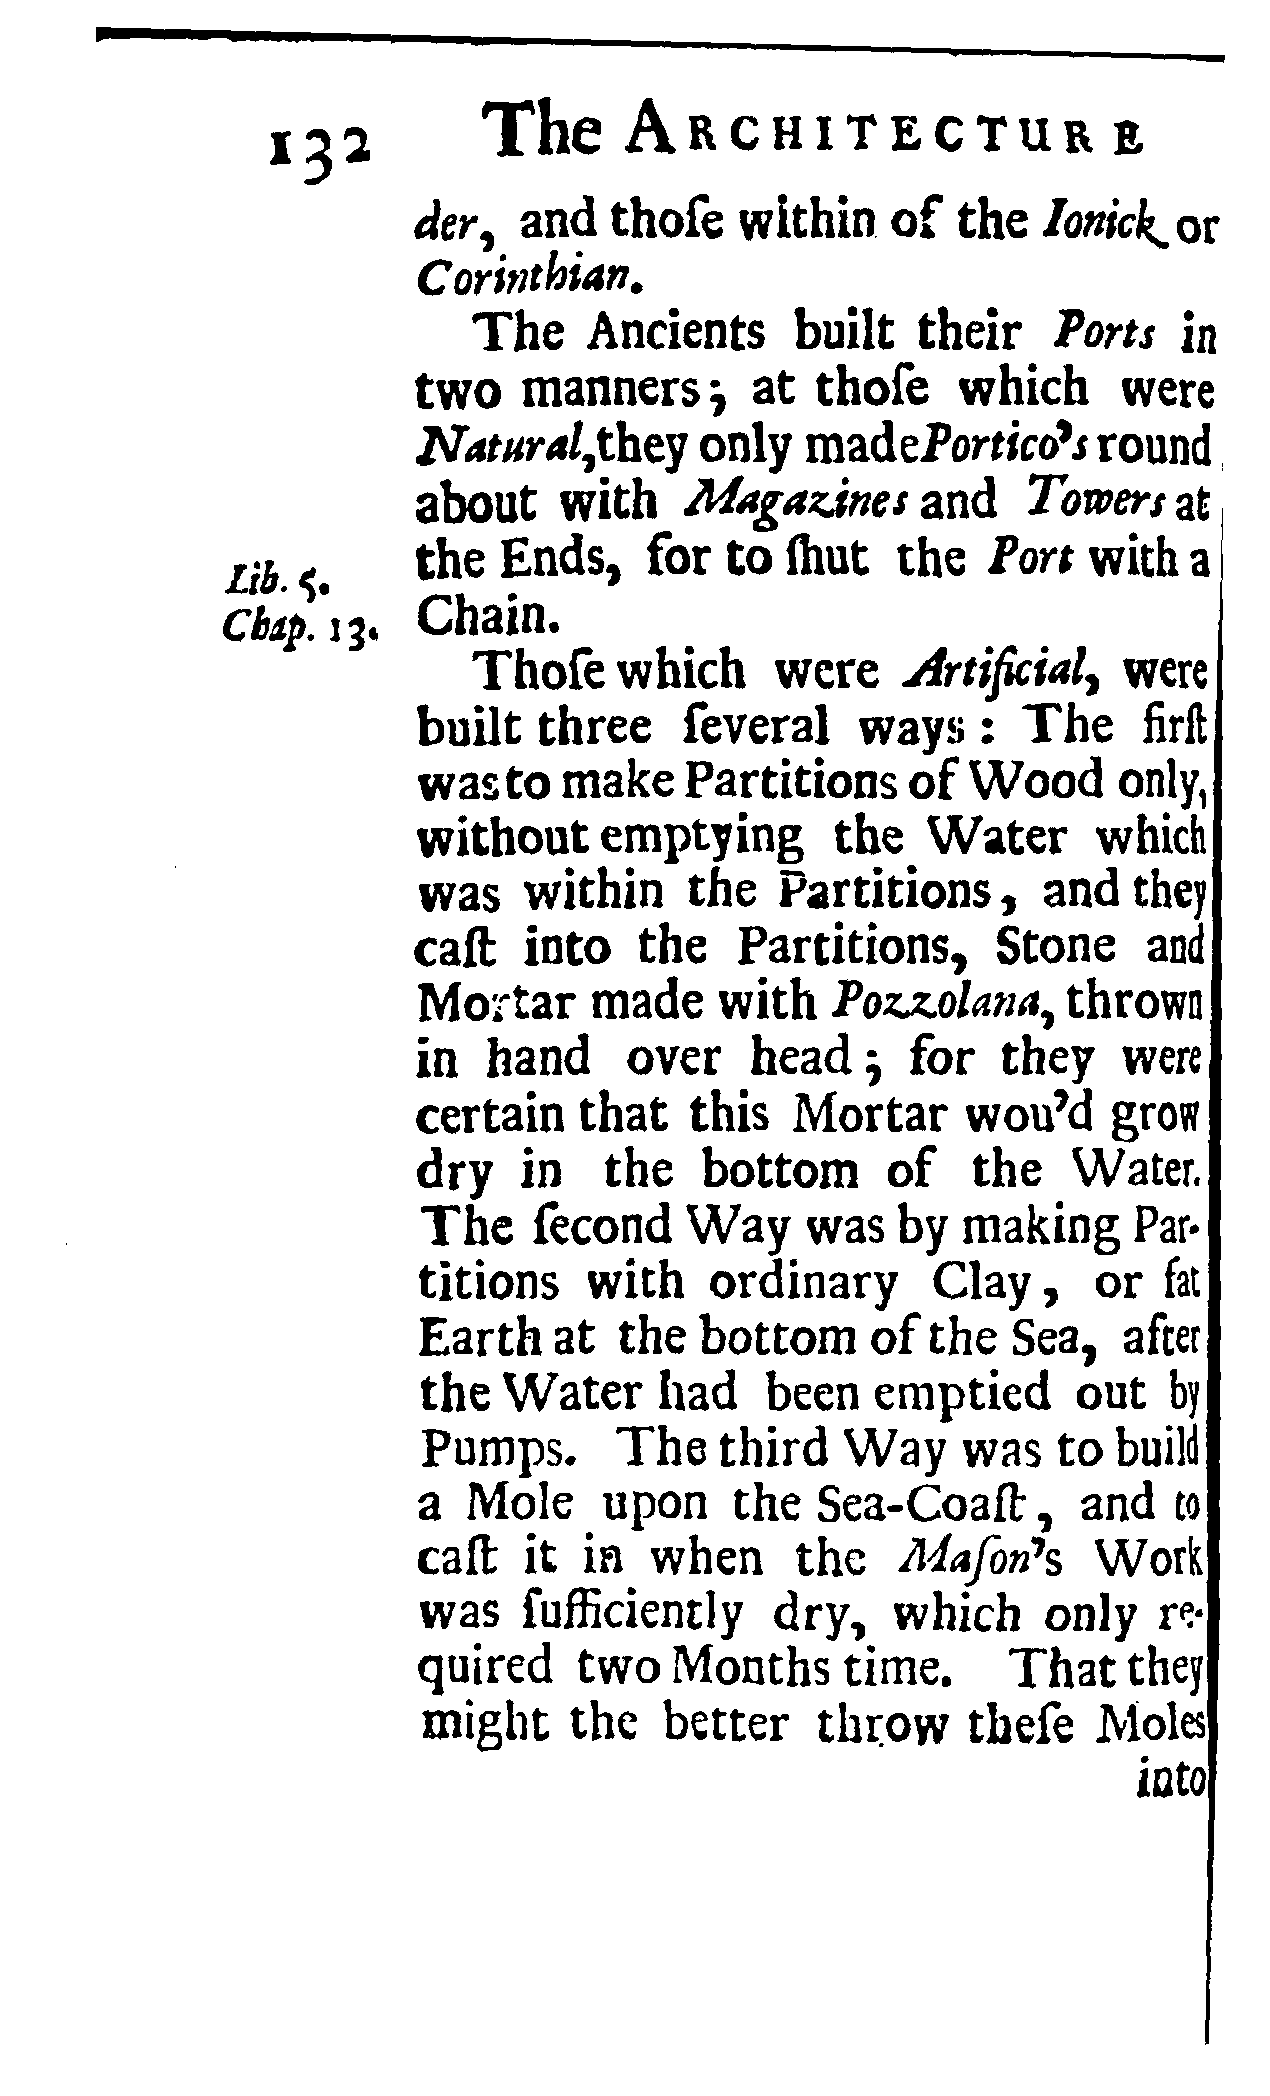 132 The ARCHITECTURE
der, and thoſe within of the Ionick or
Corinthian.
The Ancients built their Ports in
two manners; at thoſe which were
Natural,they only madePortico's round
about with Magazines and Towers at
the Ends, for to ſhut the Port with a
Lib. 5.
Chap. 13.
Chain.
Thoſe which were Artificial, were
built three ſeveral ways : The firſt
was to make Partitions of Wood only,
without emptying the Water which
was within the Partitions, and they
caſt into the Partitions, Stone and
Mortar made with Pozzolana, thrown
in hand over head; for they were
certain that this Mortar wou'd grow
dry in the bottom of the Water.
The ſecond Way was by making Par-
titions with ordinary Clay, or fat
Earth at the bottom of the Sea, after
the Water had been emptied out by
Pumps. The third Way was to build
a Mole upon the Sea-Coaſt, and to
caſt it in when the Maſon's Work
was ſufficiently dry, which only re-
quired two Months time. That they
might the better throw theſe Moles
into